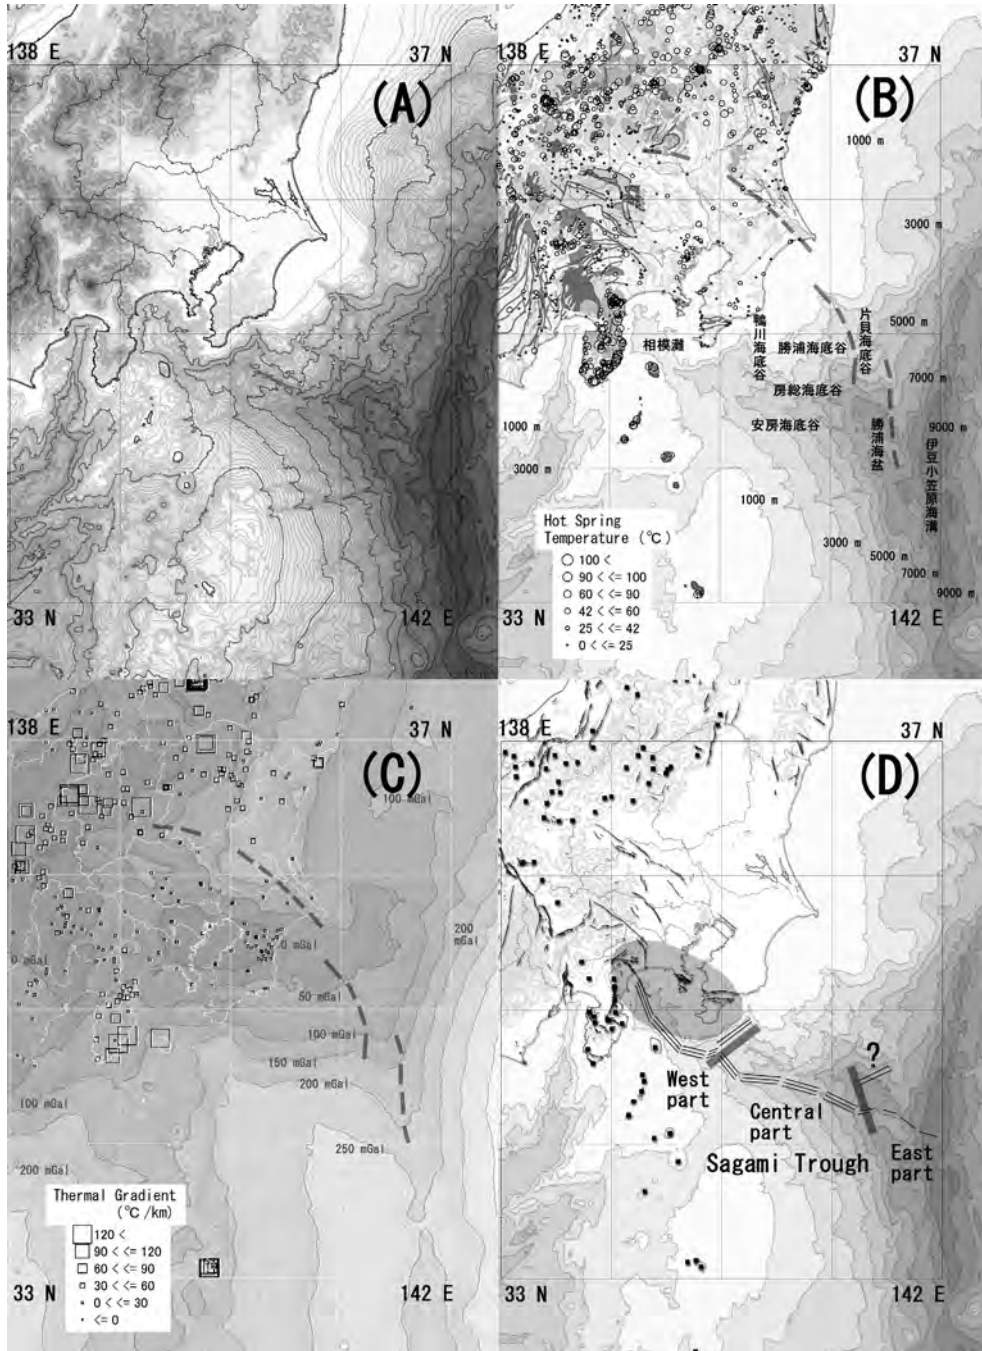 138 E
37 N
(A)
33 N
142 E
138 E
37 N
(B)
1000 m
3000 m
5000 m
7000 m
9000 m
相模灘
鴨川海底谷
勝浦海底谷
片貝海底谷
房総海底谷
安房海底谷
勝浦海盆
伊豆小笠原海溝
1000 m
3000 m
1000 m
3000 m
5000 m
7000 m
9000 m
Hot Spring
Temperature (℃)
100 <
90 < <= 100
60 < <= 90
42 < <= 60
25 < <= 42
0 < <= 25
33 N
142 E
138 E
37 N
(C)
100 mGal
200
mGal
0 mGal
0 mGal
50 mGal
100 mGal
150 mGal
200 mGal
100 mGal
250 mGal
200 mGal
Thermal Gradient
(℃/km)
120 <
90 < <= 120
60 < <= 90
30 < <= 60
0 < <= 30
<= 0
33 N
142 E
138 E
37 N
(D)
?
West
part
Central
part
East
part
Sagami Trough
33 N
142 E